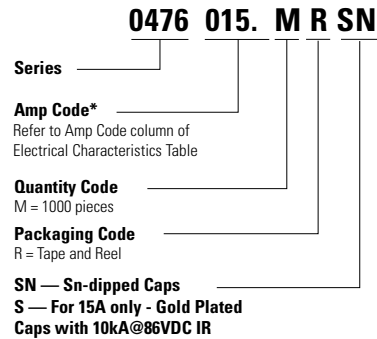 0476 015. M R SN
Series
Amp Code*
Refer to Amp Code column of
Electrical Characteristics Table
Quantity Code
M = 1000 pieces
Packaging Code
R = Tape and Reel
SN — Sn-dipped Caps
S — For 15A only - Gold Plated
Caps with 10kA@86VDC IR